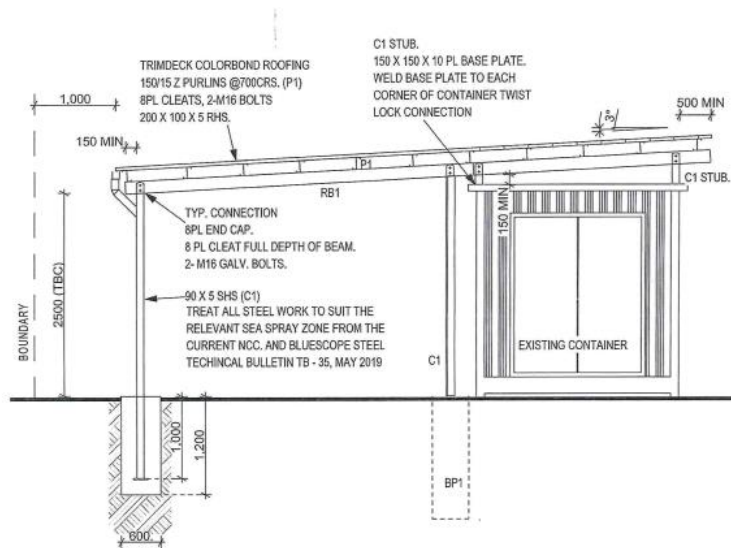 C1 STUB.
150 X 150 X 10 PL BASE PLATE.
WELD BASE PLATE TO EACH
CORNER OF CONTAINER TWIST
LOCK CONNECTION
TRIMDECK COLORBOND ROOFING
150/15 Z PURLINS @700CRS. (P1)
8PL CLEATS, 2-M16 BOLTS
200 X 100 X 5 RHS.
1,000
500 MIN
3°
150 MIN
P1
RB1
C1 STUB.
150 MIN
TYP. CONNECTION
8PL END CAP.
8 PL CLEAT FULL DEPTH OF BEAM.
2- M16 GALV. BOLTS.
2500 (TBC)
BOUNDARY
90 X 5 SHS (C1)
TREAT ALL STEEL WORK TO SUIT THE
RELEVANT SEA SPRAY ZONE FROM THE
CURRENT NCC. AND BLUESCOPE STEEL
TECHINCAL BULLETIN TB - 35, MAY 2019
C1
EXISTING CONTAINER
1,000
1,200
BP1
600